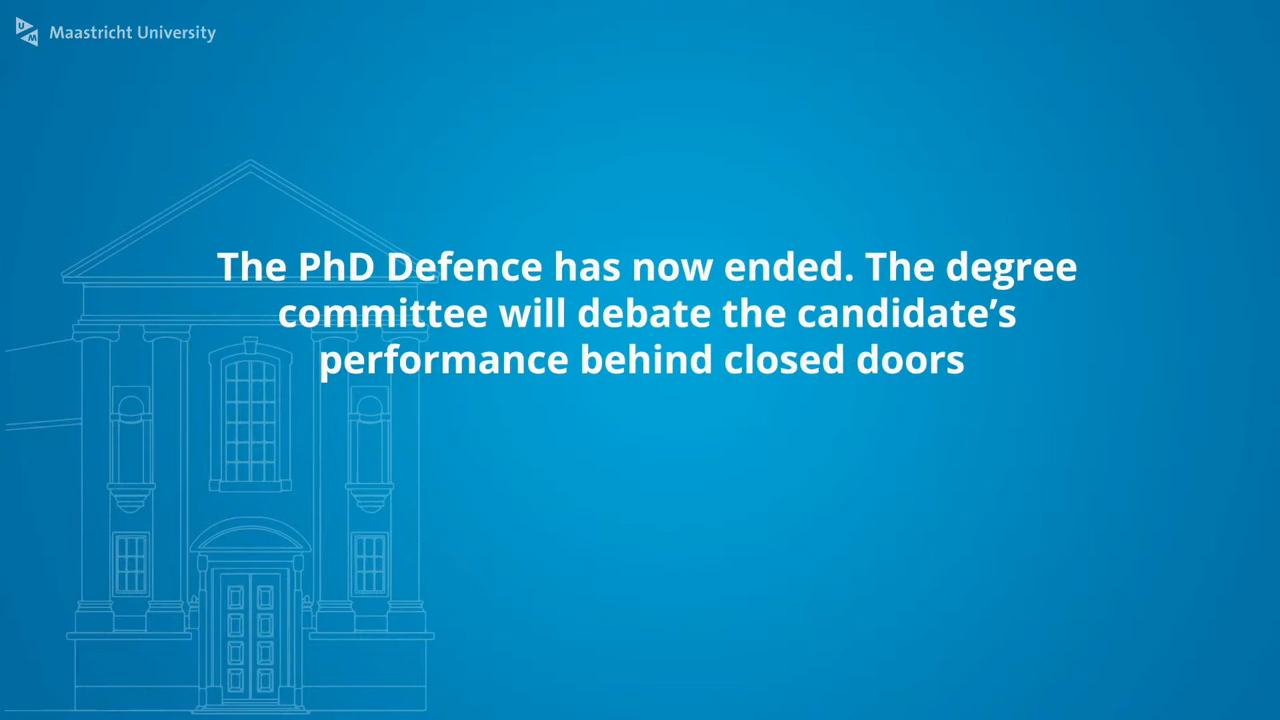 UM
Maastricht University
The PhD Defence has now ended. The degree
committee will debate the candidate’s
performance behind closed doors